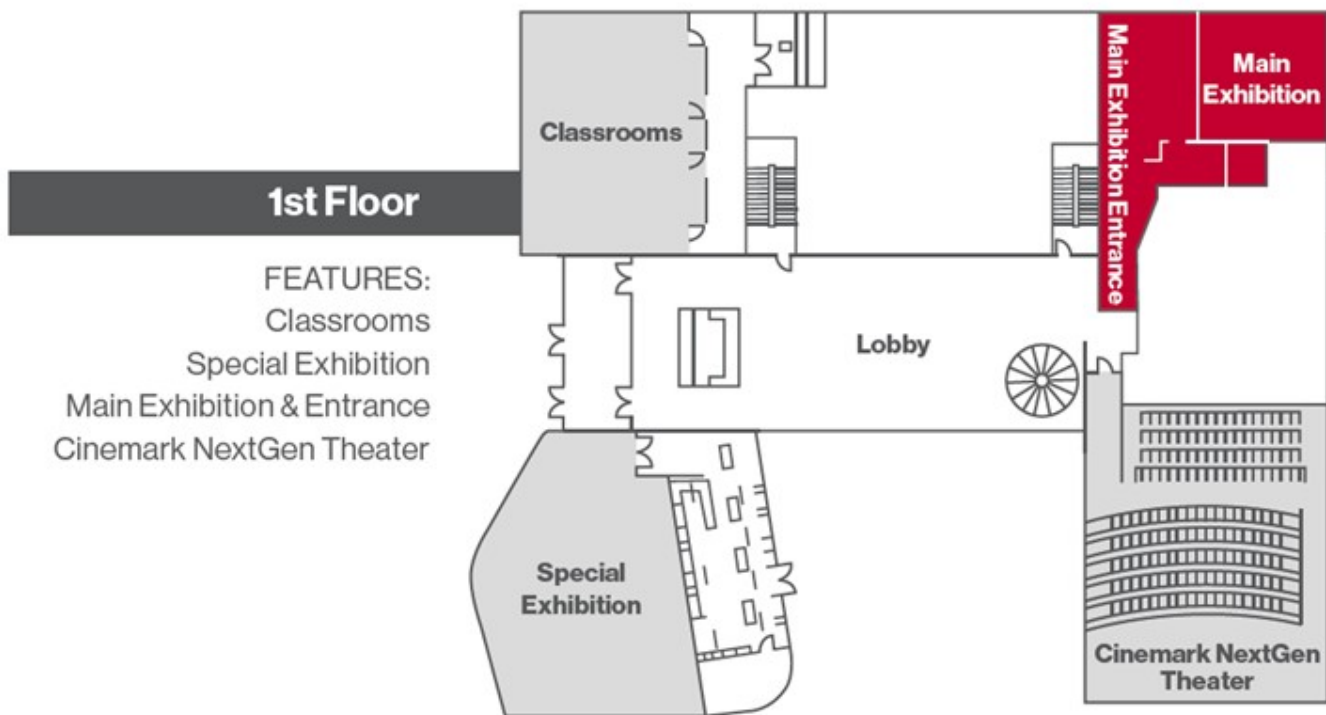 1st Floor
FEATURES:
Classrooms
Special Exhibition
Main Exhibition & Entrance
Cinemark NextGen Theater
Classrooms
Main Exhibition Entrance
Main
Exhibition
Lobby
Special
Exhibition
Cinemark NextGen
Theater